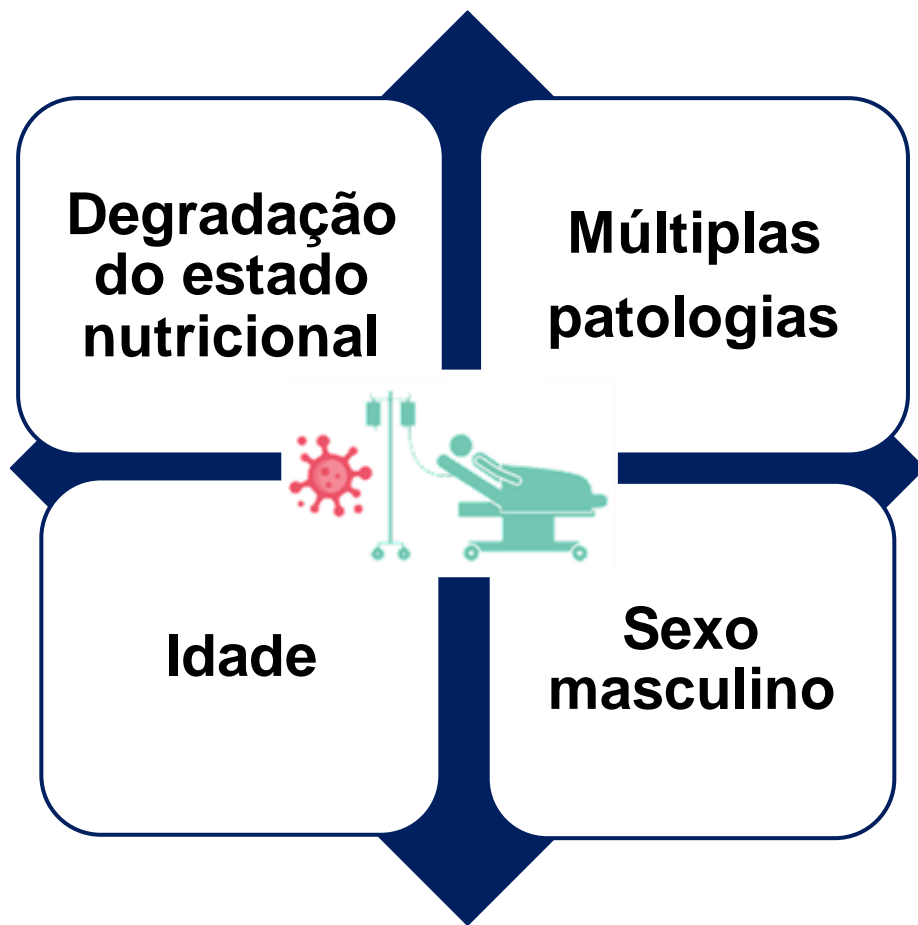 Degradação
do estado
nutricional
Múltiplas
patologias
Idade
Sexo
masculino